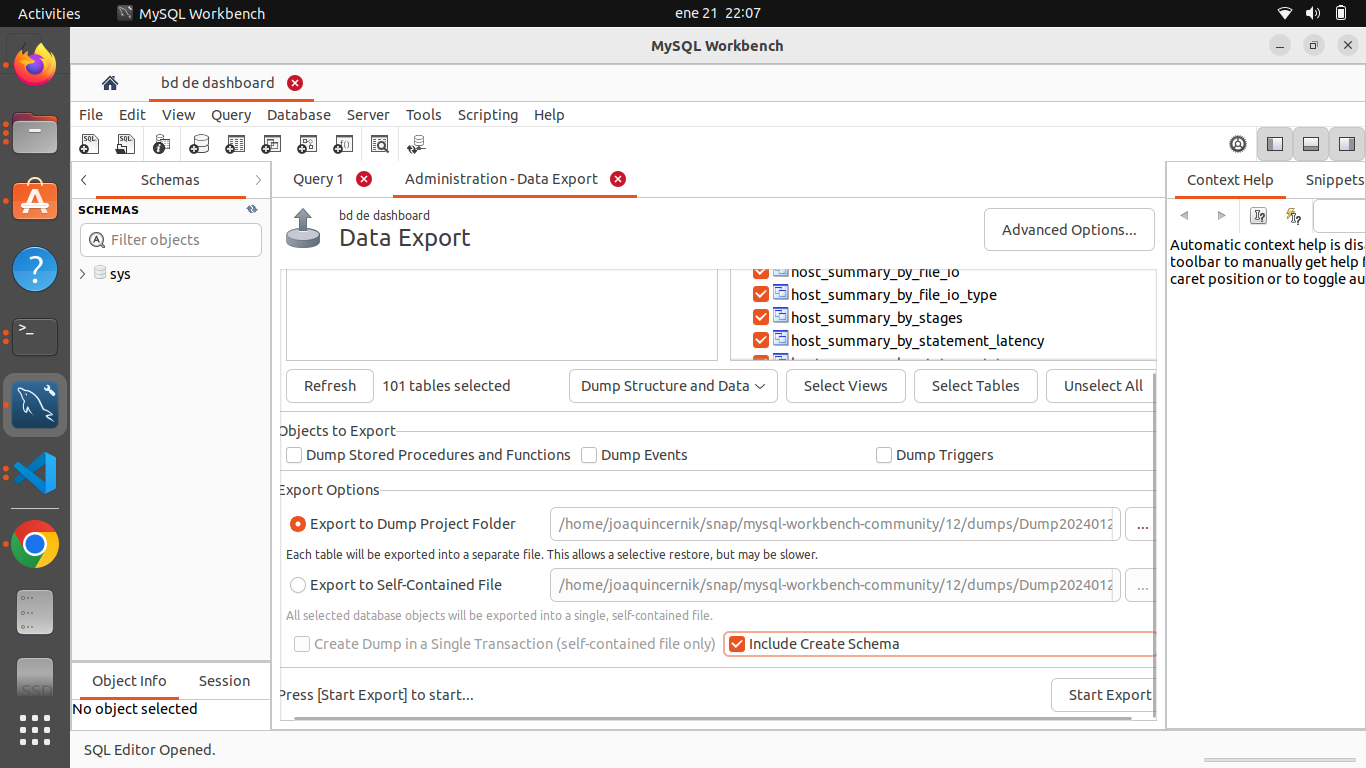 Activities
MySQL Workbench
ene 21 22:07
MySQL Workbench
bd de dashboard
File Edit View Query Database Server Tools Scripting Help
Schemas
Query 1
Administration - Data Export
Context Help
Snippets
SCHEMAS
Filter objects
sys
bd de dashboard
Data Export
Advanced Options...
Automatic context help is dis
toolbar to manually get help f
caret position or to toggle au
host_summary_by_file_io
host_summary_by_file_io_type
host_summary_by_stages
host_summary_by_statement_latency
Refresh
101 tables selected
Dump Structure and Data
Select Views
Select Tables
Unselect All
Objects to Export
Dump Stored Procedures and Functions
Dump Events
Dump Triggers
Export Options
Export to Dump Project Folder
/home/joaquincernik/snap/mysql-workbench-community/12/dumps/Dump2024012
...
Each table will be exported into a separate file. This allows a selective restore, but may be slower.
Export to Self-Contained File
/home/joaquincernik/snap/mysql-workbench-community/12/dumps/Dump2024012
...
All selected database objects will be exported into a single, self-contained file.
Create Dump in a Single Transaction (self-contained file only)
Include Create Schema
Press [Start Export] to start...
Start Export
Object Info
Session
No object selected
SQL Editor Opened.